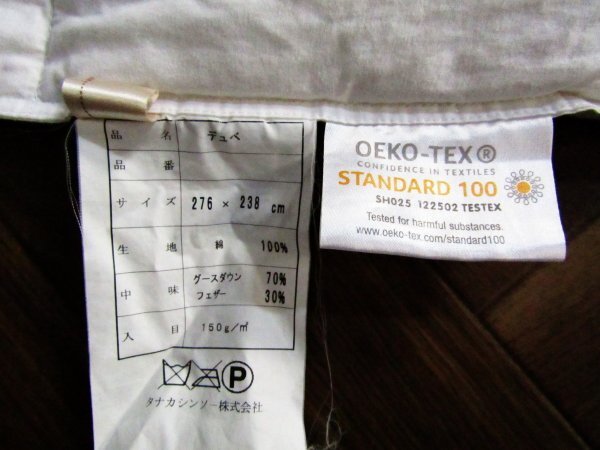 品 名 デュベ
品 番
サ イ ズ 276 × 238 cm
生 地 綿 100%
中 味 グースダウン 70%
フェザー 30%
入 目 150g/㎡
P
タナカシンソー株式会社
OEKO-TEX®
CONFIDENCE IN TEXTILES
STANDARD 100
SH025 122502 TESTEX
Tested for harmful substances.
www.oeko-tex.com/standard100